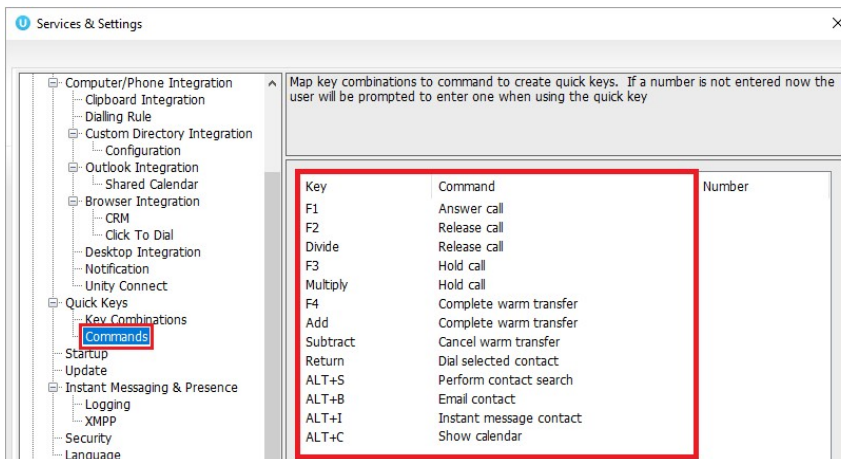 Services & Settings
Computer/Phone Integration
Clipboard Integration
Dialling Rule
Custom Directory Integration
Configuration
Outlook Integration
Shared Calendar
Browser Integration
CRM
Click To Dial
Desktop Integration
Notification
Unity Connect
Quick Keys
Key Combinations
Commands
Startup
Update
Instant Messaging & Presence
Logging
XMPP
Security
Language
Map key combinations to command to create quick keys. If a number is not entered now the
user will be prompted to enter one when using the quick key
Key Command Number
F1 Answer call
F2 Release call
Divide Release call
F3 Hold call
Multiply Hold call
F4 Complete warm transfer
Add Complete warm transfer
Subtract Cancel warm transfer
Return Dial selected contact
ALT+S Perform contact search
ALT+B Email contact
ALT+I Instant message contact
ALT+C Show calendar